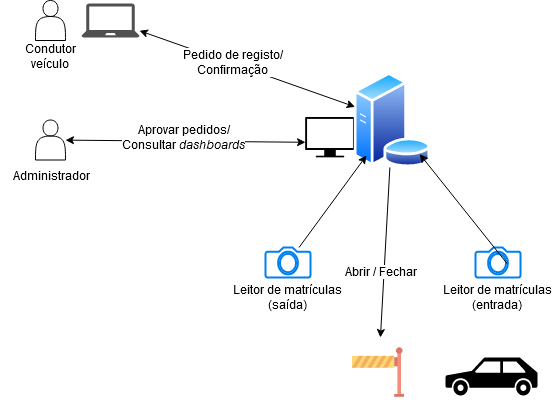 Condutor
veículo
Pedido de registo/
Confirmação
Aprovar pedidos/
Consultar dashboards
Administrador
Leitor de matrículas
(saída)
Abrir / Fechar
Leitor de matrículas
(entrada)